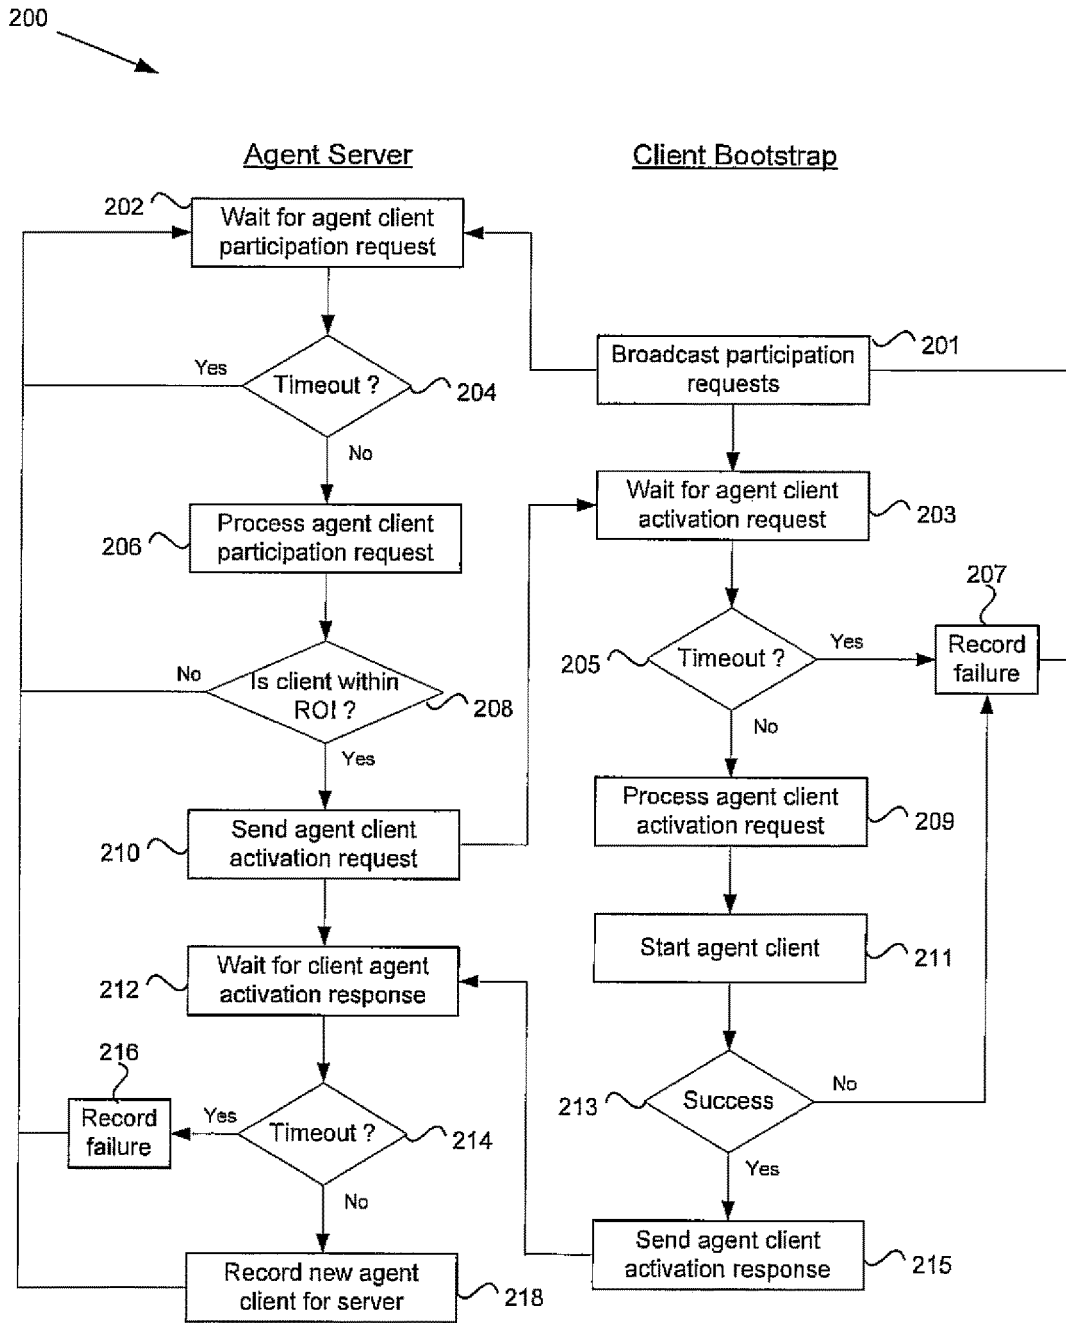 200
Agent Server
Client Bootstrap
202
Wait for agent client
participation request
Broadcast participation
requests
201
Yes
Timeout ?
204
No
Wait for agent client
activation request
203
Process agent client
participation request
206
207
Record
failure
Yes
205
Timeout ?
No
Is client within
ROI ?
208
No
Yes
Process agent client
activation request
209
Send agent client
activation request
210
Start agent client
211
Wait for client agent
activation response
212
216
Record
failure
Yes
Timeout ?
214
No
213
Success
No
Yes
Send agent client
activation response
215
Record new agent
client for server
218